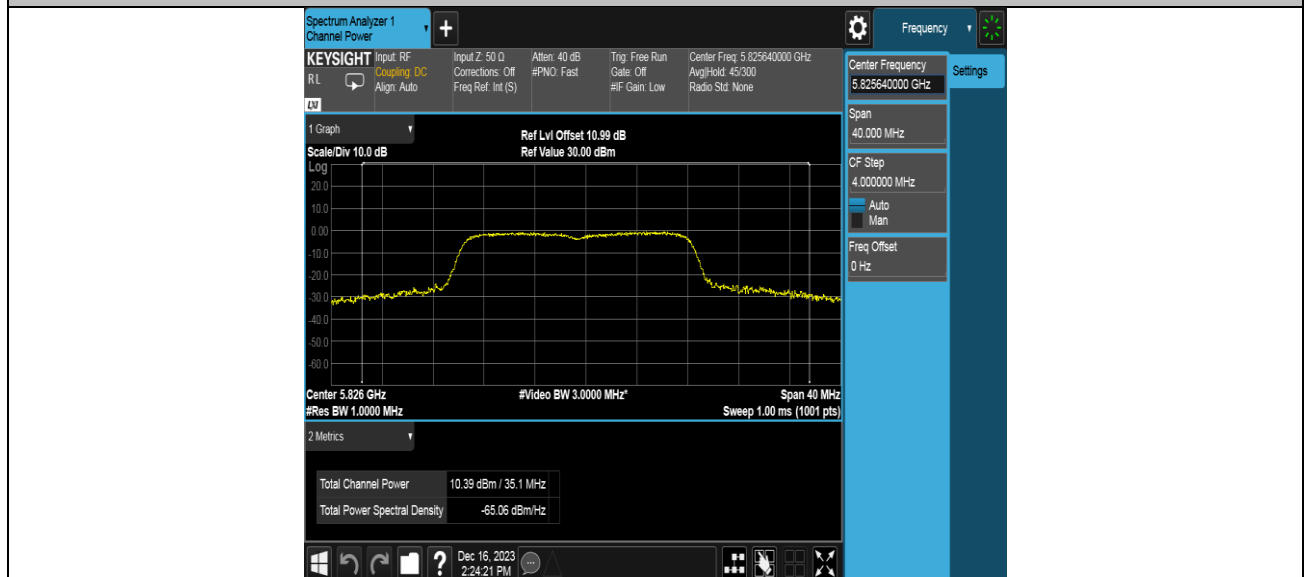 Spectrum Analyzer 1
Channel Power
+
Frequency
KEYSIGHT
RL
LXI
Input: RF
Coupling: DC
Align: Auto
Input Z: 50 Ω
Corrections: Off
Freq Ref: Int (S)
Atten: 40 dB
#PNO: Fast
Trig: Free Run
Gate: Off
#IF Gain: Low
Center Freq: 5.825640000 GHz
Avg|Hold: 45/300
Radio Std: None
Center Frequency
5.825640000 GHz
Settings
Span
40.000 MHz
CF Step
4.000000 MHz
Auto
Man
Freq Offset
0 Hz
1 Graph
Scale/Div 10.0 dB
Ref Lvl Offset 10.99 dB
Ref Value 30.00 dBm
Log
20.0
10.0
0.00
-10.0
-20.0
-30.0
-40.0
-50.0
-60.0
Center 5.826 GHz
#Video BW 3.0000 MHz*
Span 40 MHz
#Res BW 1.0000 MHz
Sweep 1.00 ms (1001 pts)
2 Metrics
Total Channel Power 10.39 dBm / 35.1 MHz
Total Power Spectral Density -65.06 dBm/Hz
?
Dec 16, 2023
2:24:21 PM